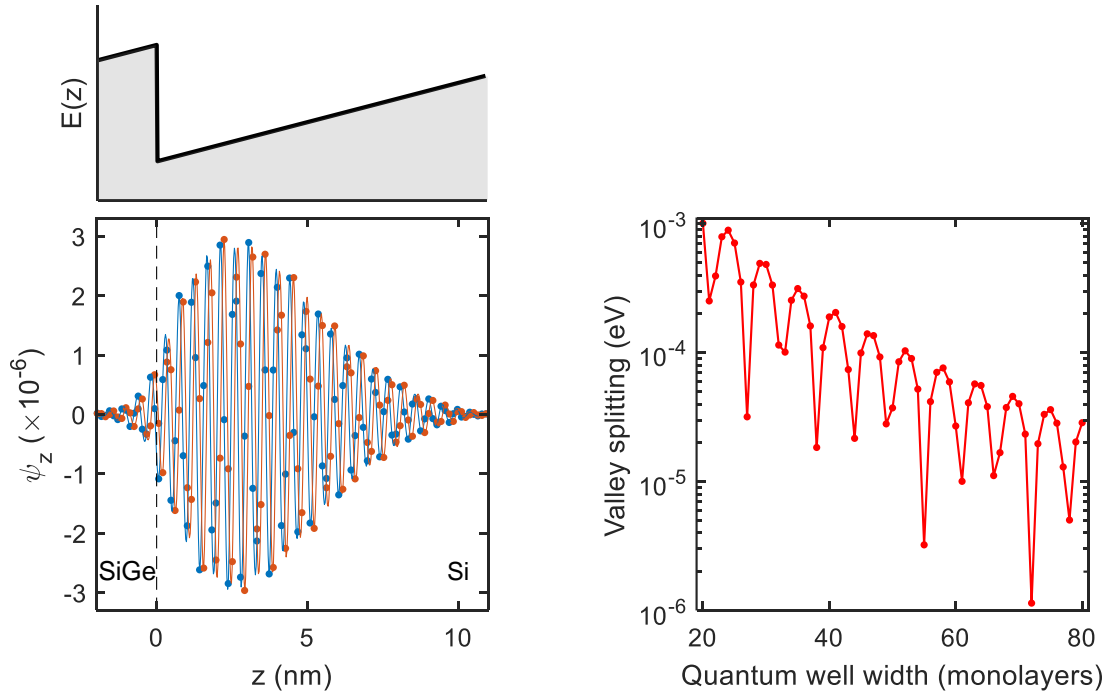 E(z)
3
2
1
0
-1
-2
-3
ψz (×10-6)
SiGe
Si
0
5
10
z (nm)
10-3
10-4
10-5
10-6
Valley splitting (eV)
20
40
60
80
Quantum well width (monolayers)